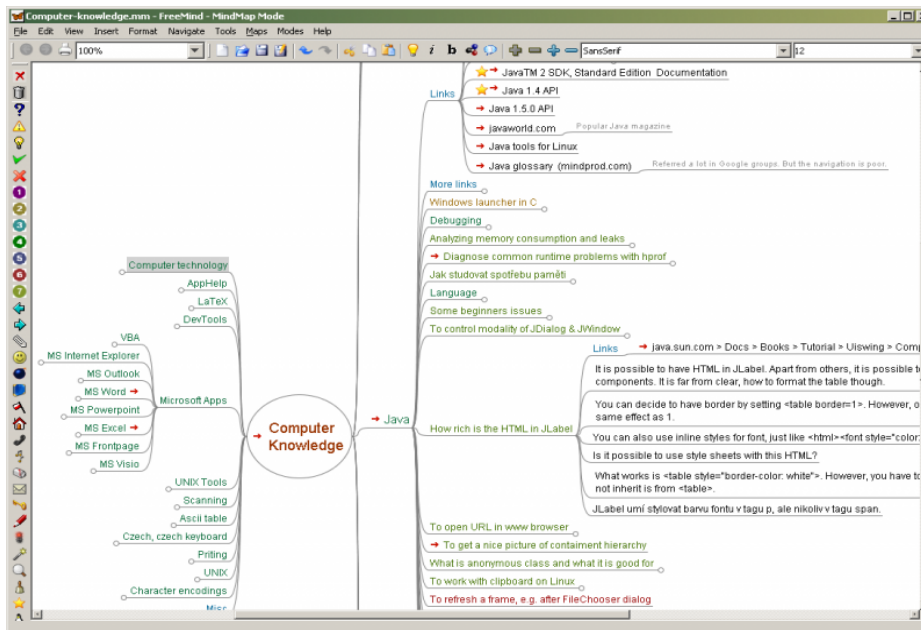 Computer-knowledge.mm - FreeMind - MindMap Mode
File Edit View Insert Format Navigate Tools Maps Modes Help
100%
i b
SansSerif
12
JavaTM 2 SDK, Standard Edition Documentation
Links
Java 1.4 API
Java 1.5.0 API
javaworld.com Popular Java magazine
Java tools for Linux
Java glossary (mindprod.com) Referred a lot in Google groups. But the navigation is poor.
More links
Windows launcher in C
Debugging
Analyzing memory consumption and leaks
Diagnose common runtime problems with hprof
Jak studovat spotřebu paměti
Language
Some beginners issues
To control modality of JDialog & JWindow
Links
java.sun.com > Docs > Books > Tutorial > Uiswing > Comp
It is possible to have HTML in JLabel. Apart from others, it is possible t
components. It is far from clear, how to format the table though.
You can decide to have border by setting <table border=1>. However, o
same effect as 1.
How rich is the HTML in JLabel
You can also use inline styles for font, just like <html><font style="color:
Is it possible to use style sheets with this HTML?
What works is <table style="border-color: white">. However, you have to
not inherit is from <table>.
JLabel umí stylovat barvu fontu v tagu p, ale nikoliv v tagu span.
To open URL in www browser
To get a nice picture of contaiment hierarchy
What is anonymous class and what it is good for
To work with clipboard on Linux
To refresh a frame, e.g. after FileChooser dialog
Java
Computer
Knowledge
Computer technology
AppHelp
LaTeX
DevTools
VBA
MS Internet Explorer
MS Outlook
MS Word
MS Powerpoint
MS Excel
MS Frontpage
MS Visio
Microsoft Apps
UNIX Tools
Scanning
Ascii table
Czech, czech keyboard
Priting
UNIX
Character encodings
Misc
1
2
3
4
5
6
7